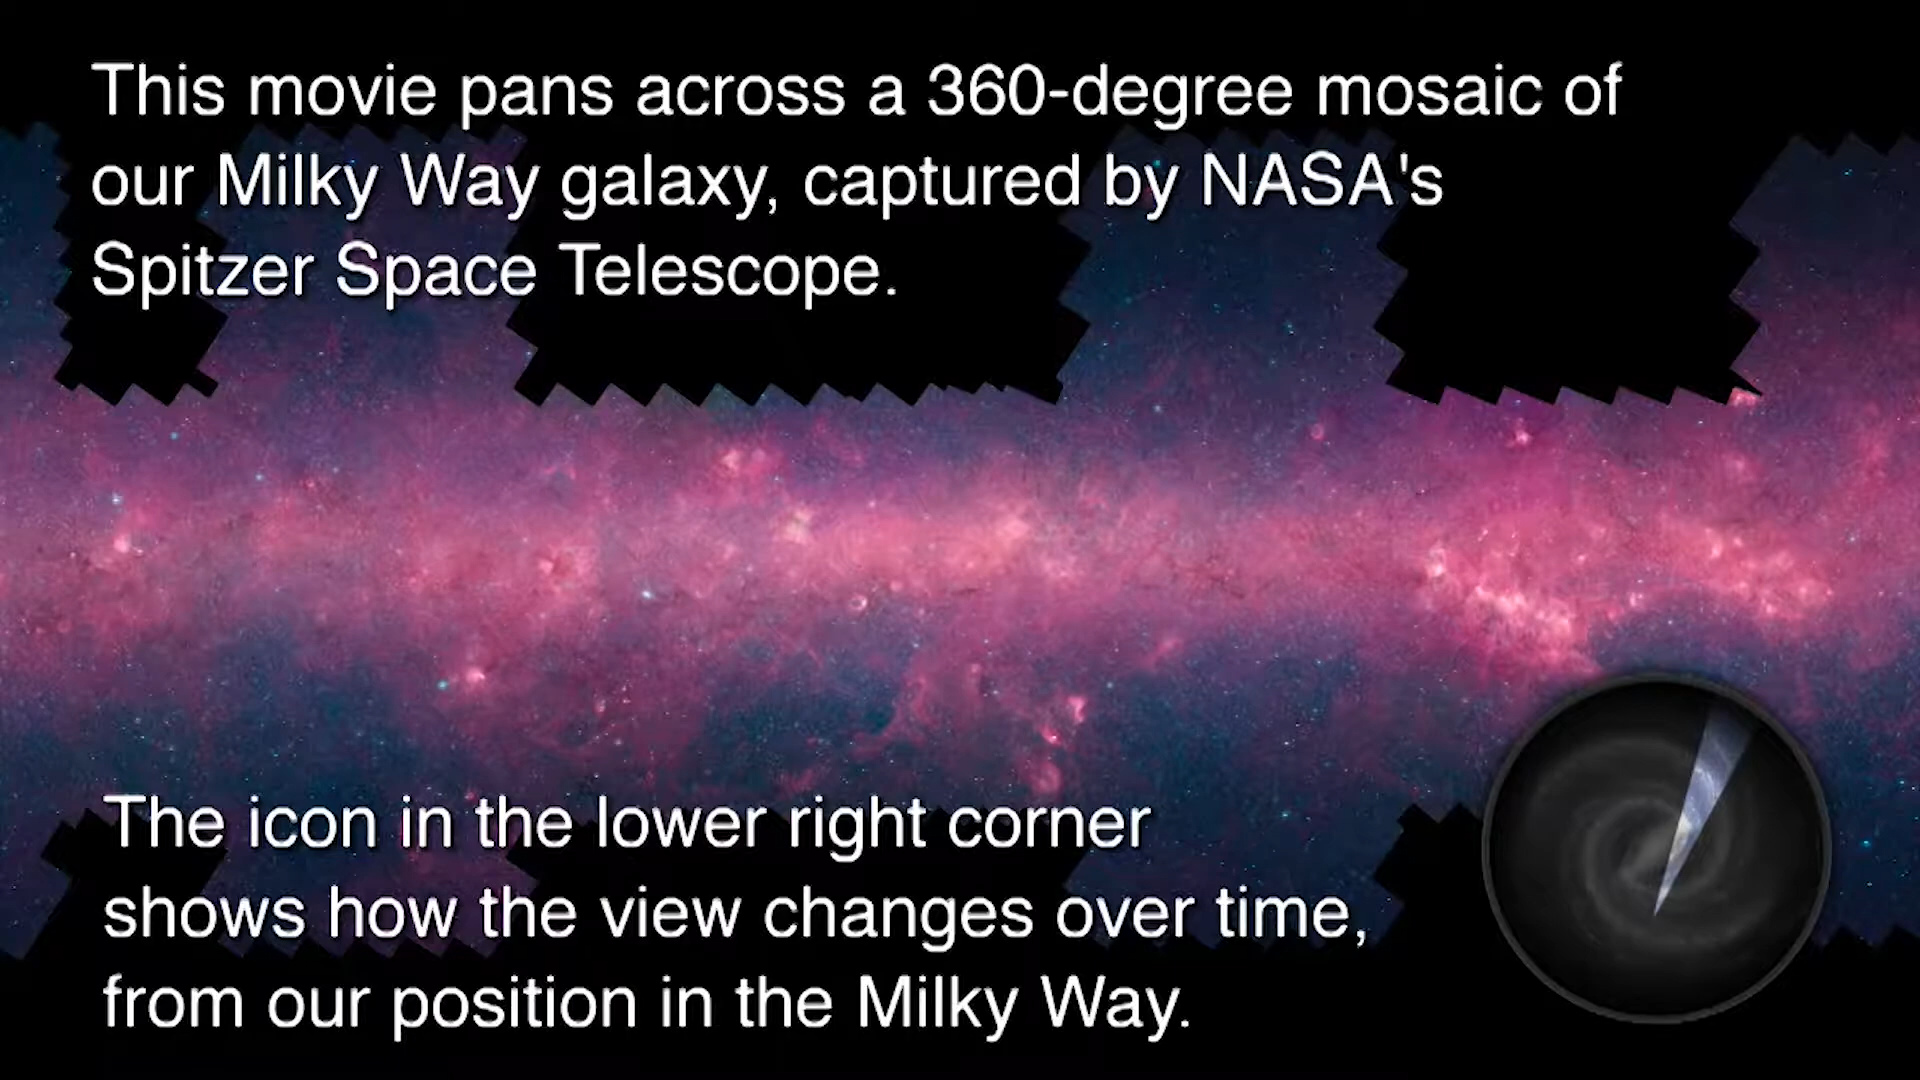 This movie pans across a 360-degree mosaic of
our Milky Way galaxy, captured by NASA's
Spitzer Space Telescope.
The icon in the lower right corner
shows how the view changes over time,
from our position in the Milky Way.